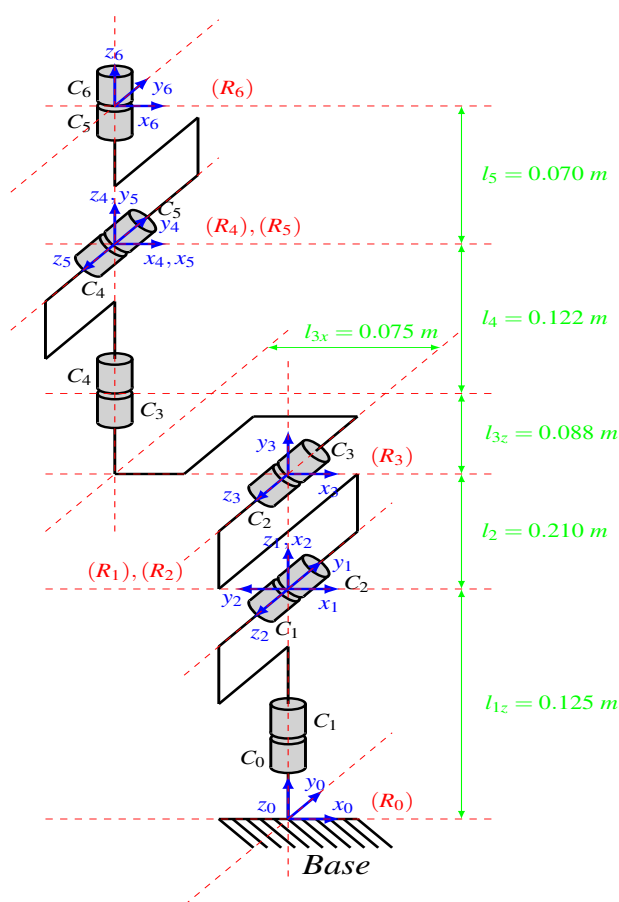 z₆
C₆ y₆ (R₆)
C₅ x₆
l₅ = 0.070 m
z₄, y₅ C₅
y₄ (R₄), (R₅)
z₅ x₄, x₅
C₄
l₃ₓ = 0.075 m l₄ = 0.122 m
C₄
C₃
l₃z = 0.088 m
y₃ C₃ (R₃)
z₃ x₃
C₂
l₂ = 0.210 m
z₁, x₂
(R₁), (R₂) y₁
C₂
y₂ x₁
z₂ C₁
l₁z = 0.125 m
C₁
C₀
y₀
z₀ x₀ (R₀)
Base